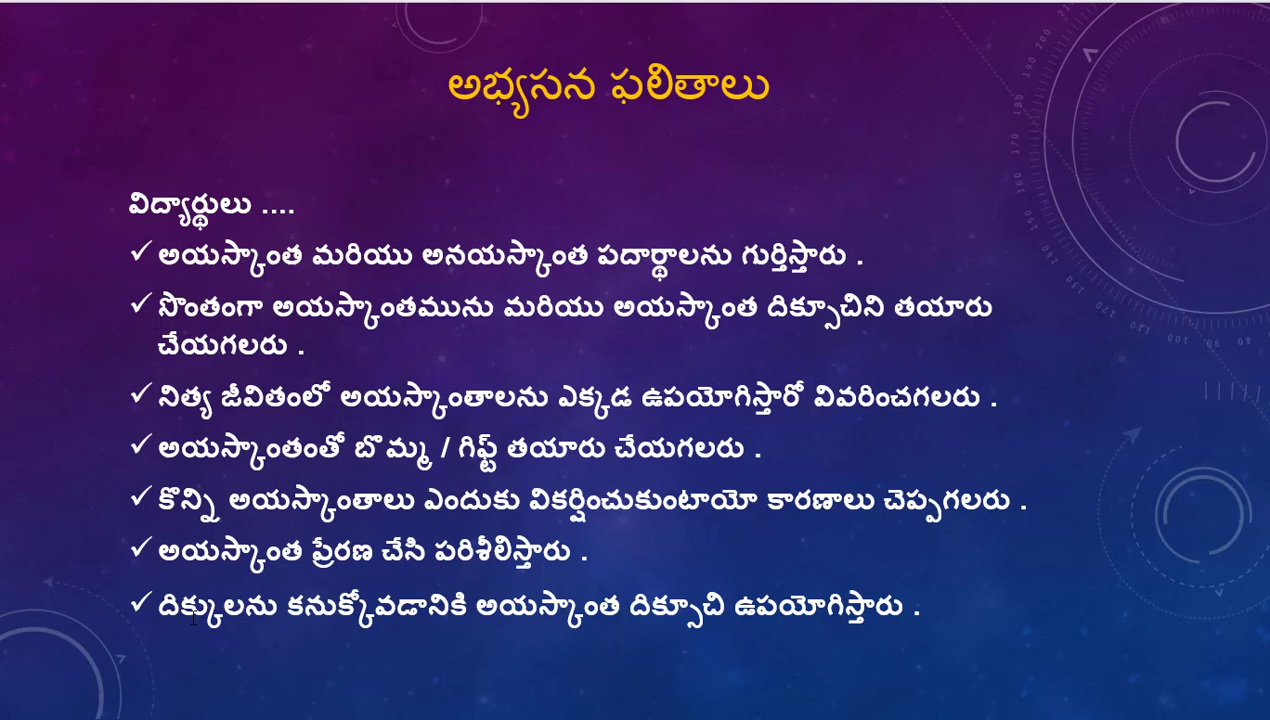 అభ్యసన ఫలితాలు
విద్యార్థులు ....
✓ అయస్కాంత మరియు అనయస్కాంత పదార్థాలను గుర్తిస్తారు .
✓ సొంతంగా అయస్కాంతమును మరియు అయస్కాంత దిక్సూచిని తయారు
చేయగలరు .
✓ నిత్య జీవితంలో అయస్కాంతాలను ఎక్కడ ఉపయోగిస్తారో వివరించగలరు .
✓ అయస్కాంతంతో బొమ్మ / గిఫ్ట్ తయారు చేయగలరు .
✓ కొన్ని అయస్కాంతాలు ఎందుకు వికర్షించుకుంటాయో కారణాలు చెప్పగలరు .
✓ అయస్కాంత ప్రేరణ చేసి పరిశీలిస్తారు .
✓ దిక్కులను కనుక్కోవడానికి అయస్కాంత దిక్సూచి ఉపయోగిస్తారు .